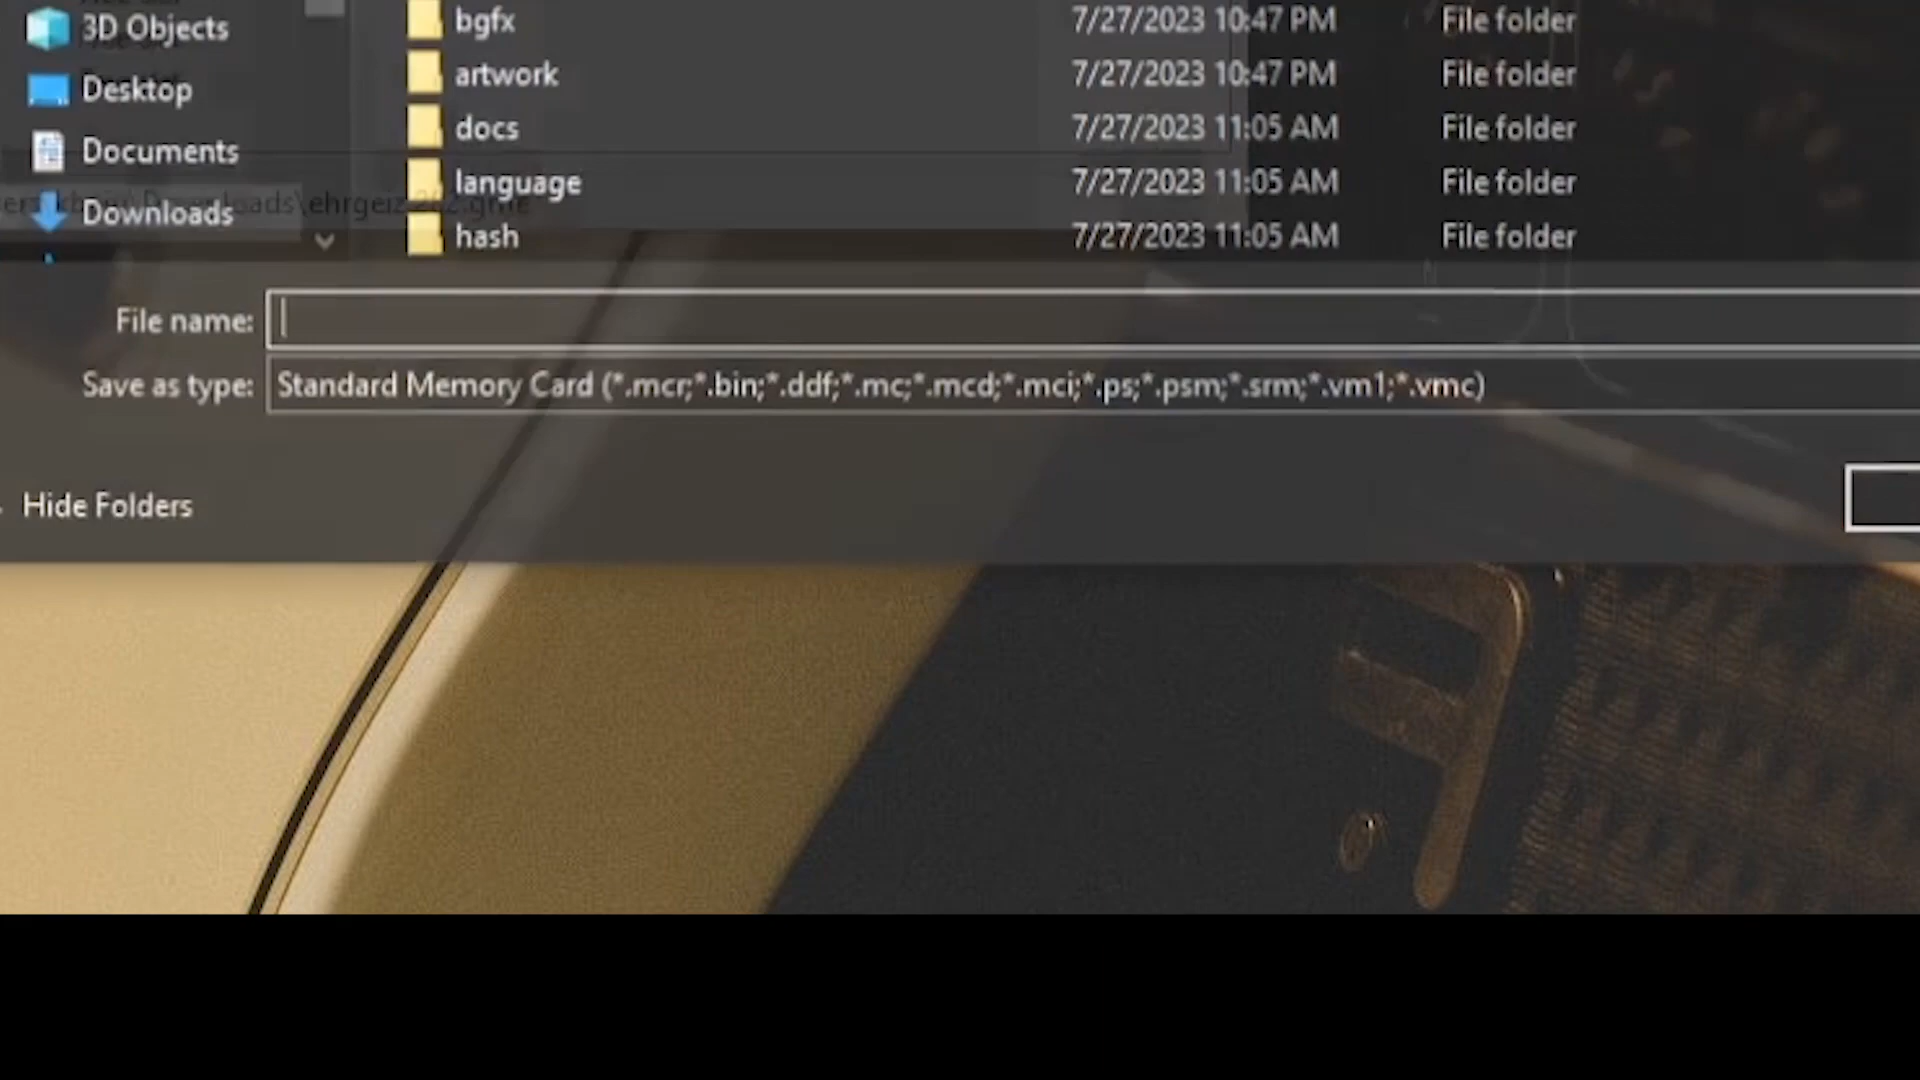 3D Objects
bgfx 7/27/2023 10:47 PM File folder
Desktop
artwork 7/27/2023 10:47 PM File folder
Documents
docs 7/27/2023 11:05 AM File folder
language 7/27/2023 11:05 AM File folder
Downloads
hash 7/27/2023 11:05 AM File folder
File name:
Save as type: Standard Memory Card (*.mcr;*.bin;*.ddf;*.mc;*.mcd;*.mci;*.ps;*.psm;*.srm;*.vm1;*.vmc)
Hide Folders